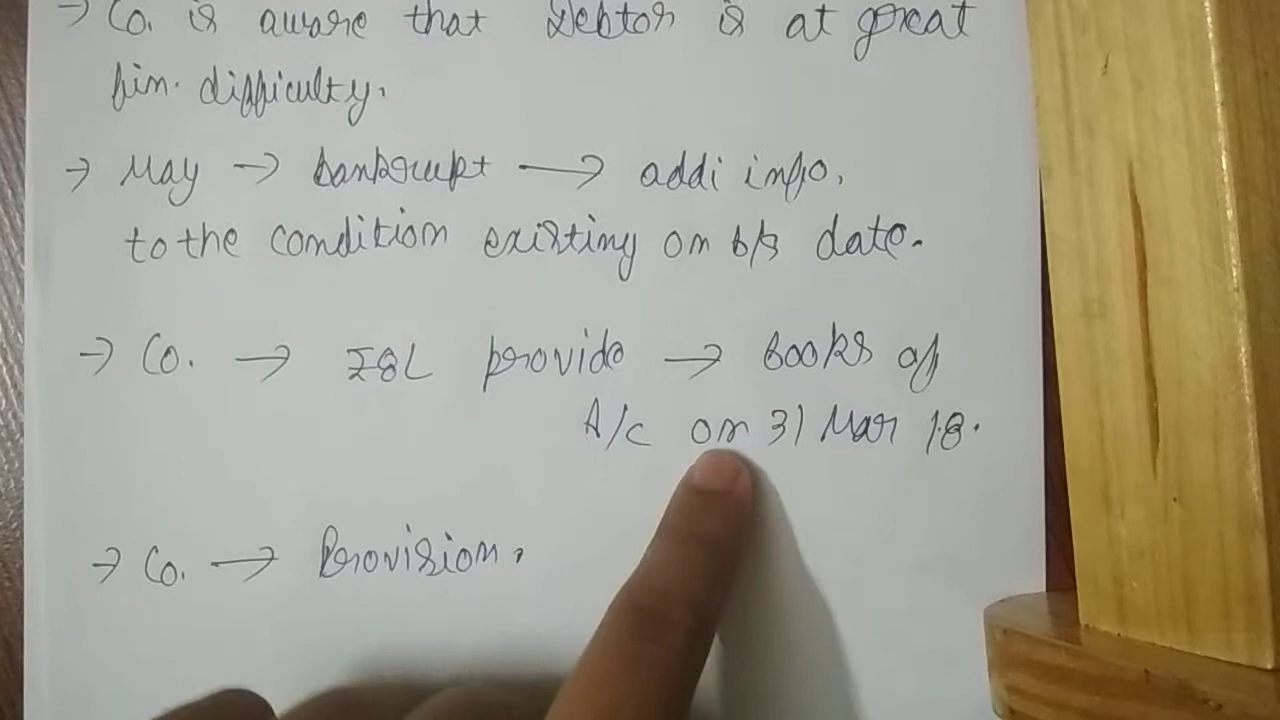 → Co. is aware that Debtor is at great
fin. difficulty.
→ May → bankrupt → addi info.
to the condition existing on b/s date.
→ Co. → I&L provide → Books of
A/c on 31 Mar 18.
→ Co. → Provision.